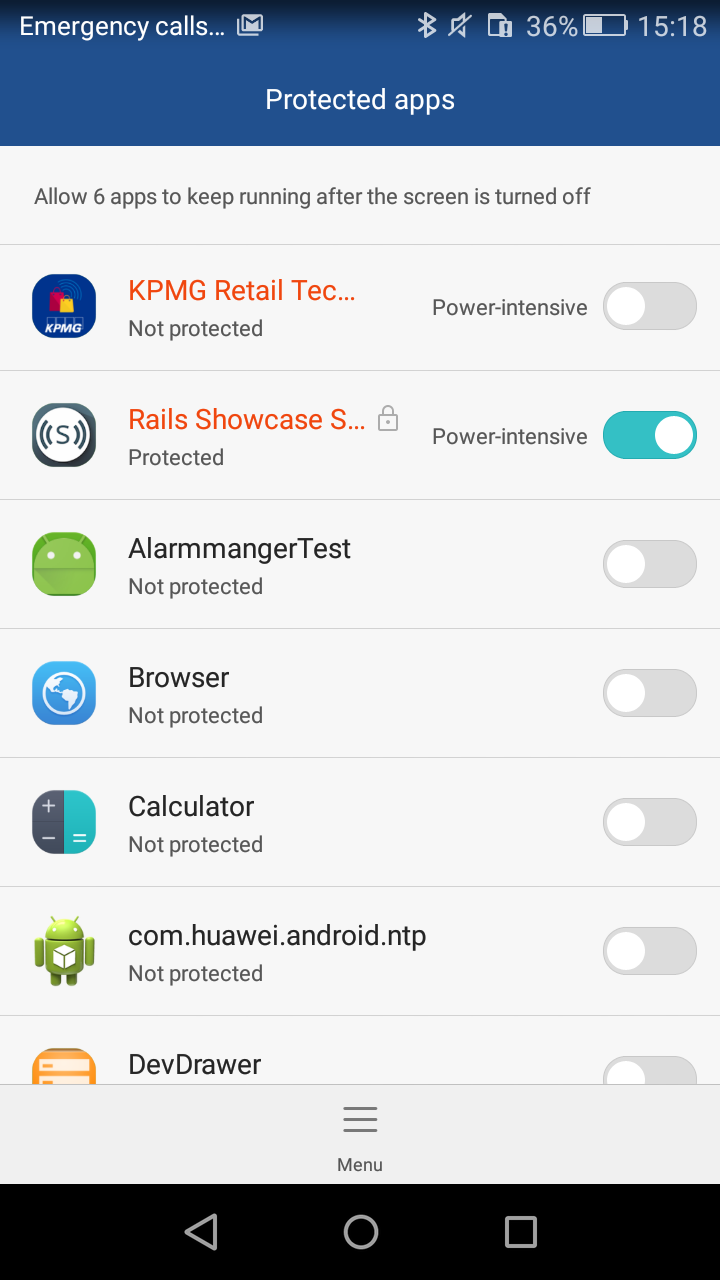 Emergency calls... 36% 15:18
Protected apps
Allow 6 apps to keep running after the screen is turned off
KPMG Retail Tec...
Not protected
Power-intensive
KPMG
Rails Showcase S...
Protected
Power-intensive
S
AlarmmangerTest
Not protected
Browser
Not protected
Calculator
Not protected
com.huawei.android.ntp
Not protected
DevDrawer
Menu